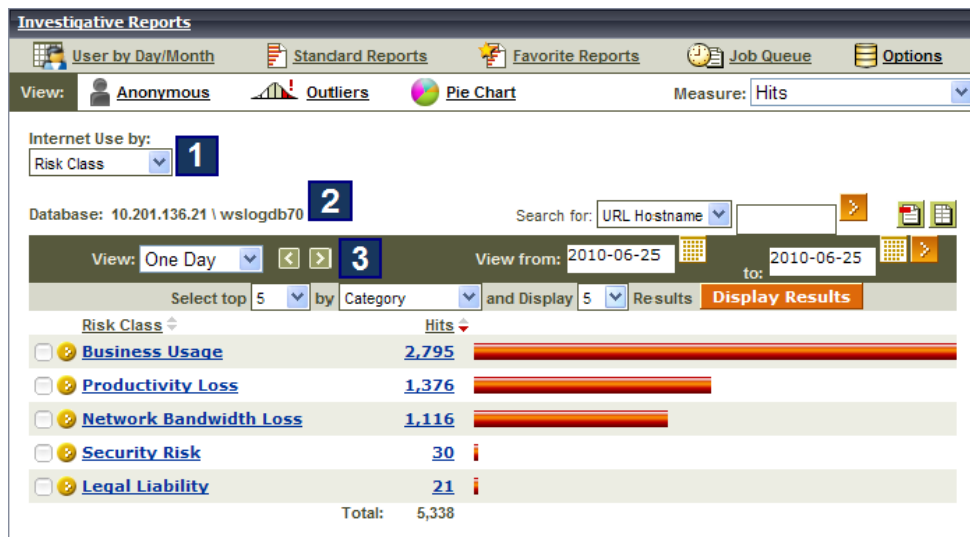 Investigative Reports
User by Day/Month Standard Reports Favorite Reports Job Queue Options
View: Anonymous Outliers Pie Chart Measure: Hits
Internet Use by:
Risk Class 1
Database: 10.201.136.21 \ wslogdb70 2 Search for: URL Hostname
View: One Day 3 View from: 2010-06-25 to: 2010-06-25
Select top 5 by Category and Display 5 Results Display Results
Risk Class Hits
Business Usage 2,795
Productivity Loss 1,376
Network Bandwidth Loss 1,116
Security Risk 30
Legal Liability 21
Total: 5,338